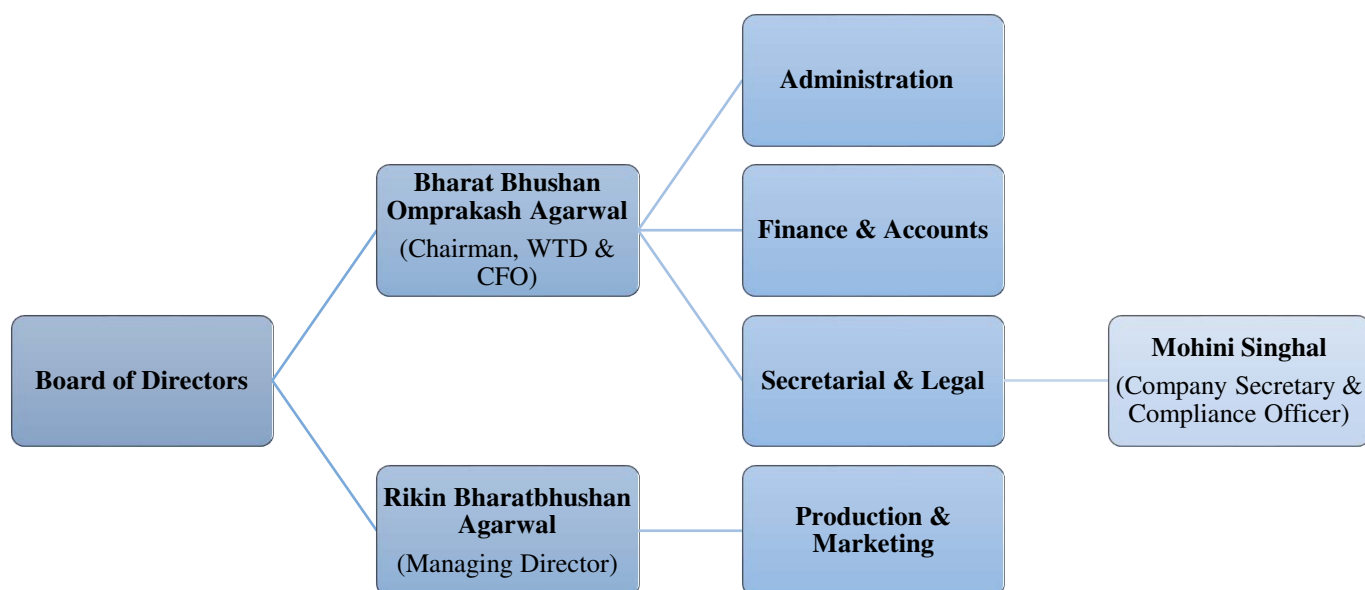 Board of Directors
Bharat Bhushan
Omprakash Agarwal
(Chairman, WTD &
CFO)
Administration
Finance & Accounts
Secretarial & Legal
Mohini Singhal
(Company Secretary &
Compliance Officer)
Rikin Bharatbhushan
Agarwal
(Managing Director)
Production &
Marketing